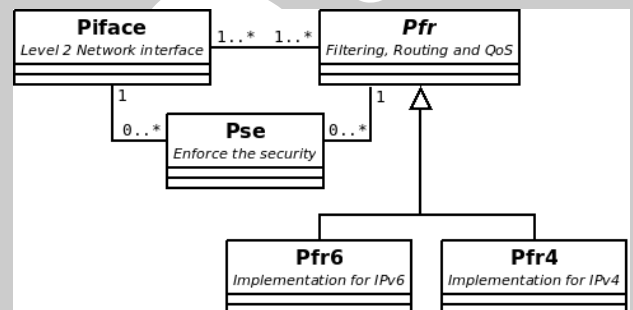 Piface
Level 2 Network interface
1..* 1..*
Pfr
Filtering, Routing and QoS
1
1
0..*
Pse
Enforce the security
0..*
Pfr6
Implementation for IPv6
Pfr4
Implementation for IPv4